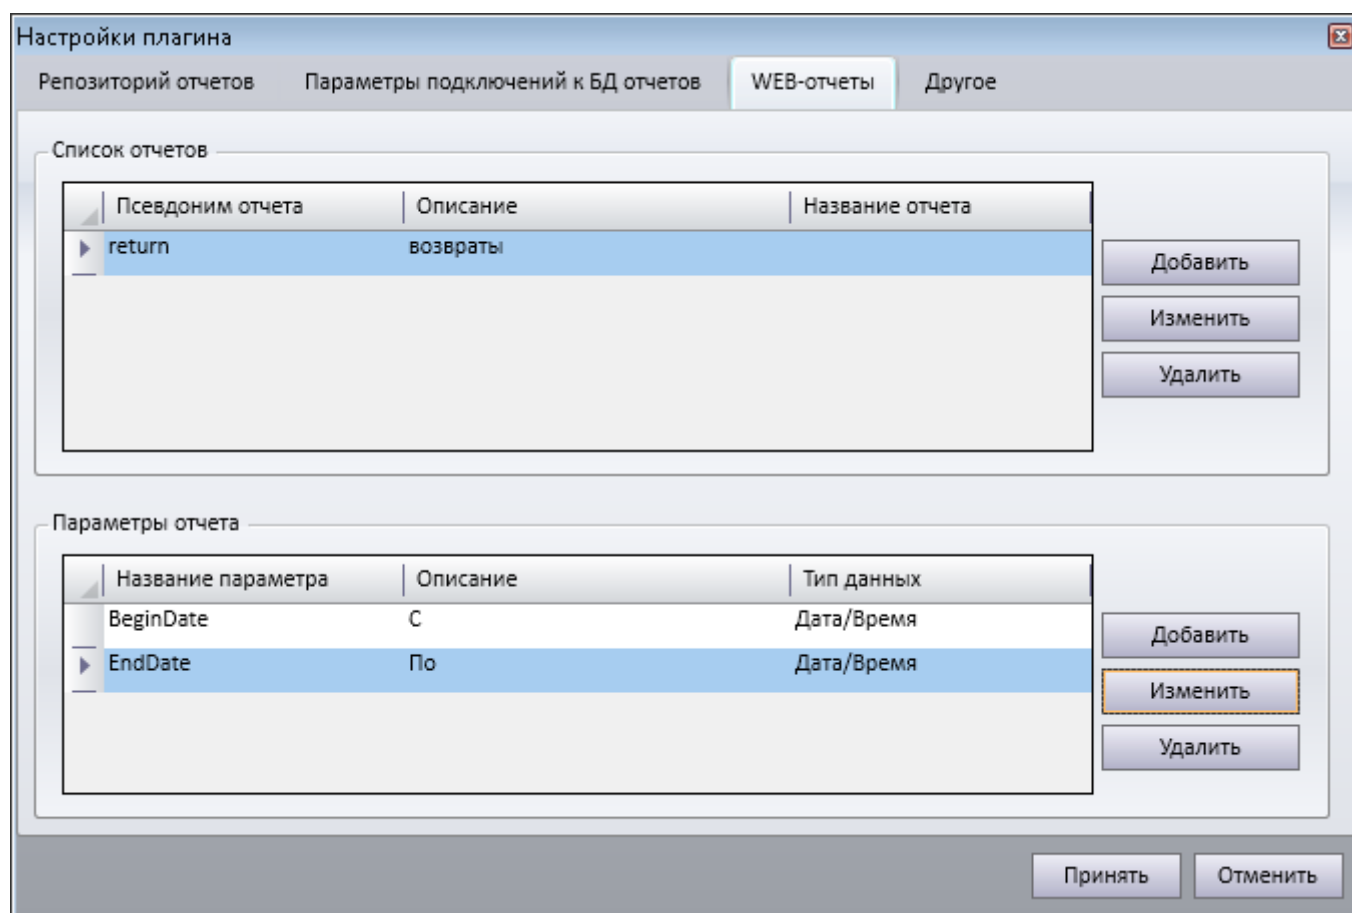 Настройки плагина
Репозиторий отчетов Параметры подключений к БД отчетов WEB-отчеты Другое
Список отчетов
Псевдоним отчета Описание Название отчета
return возвраты
Добавить
Изменить
Удалить
Параметры отчета
Название параметра Описание Тип данных
BeginDate С Дата/Время
EndDate По Дата/Время
Добавить
Изменить
Удалить
Принять Отменить